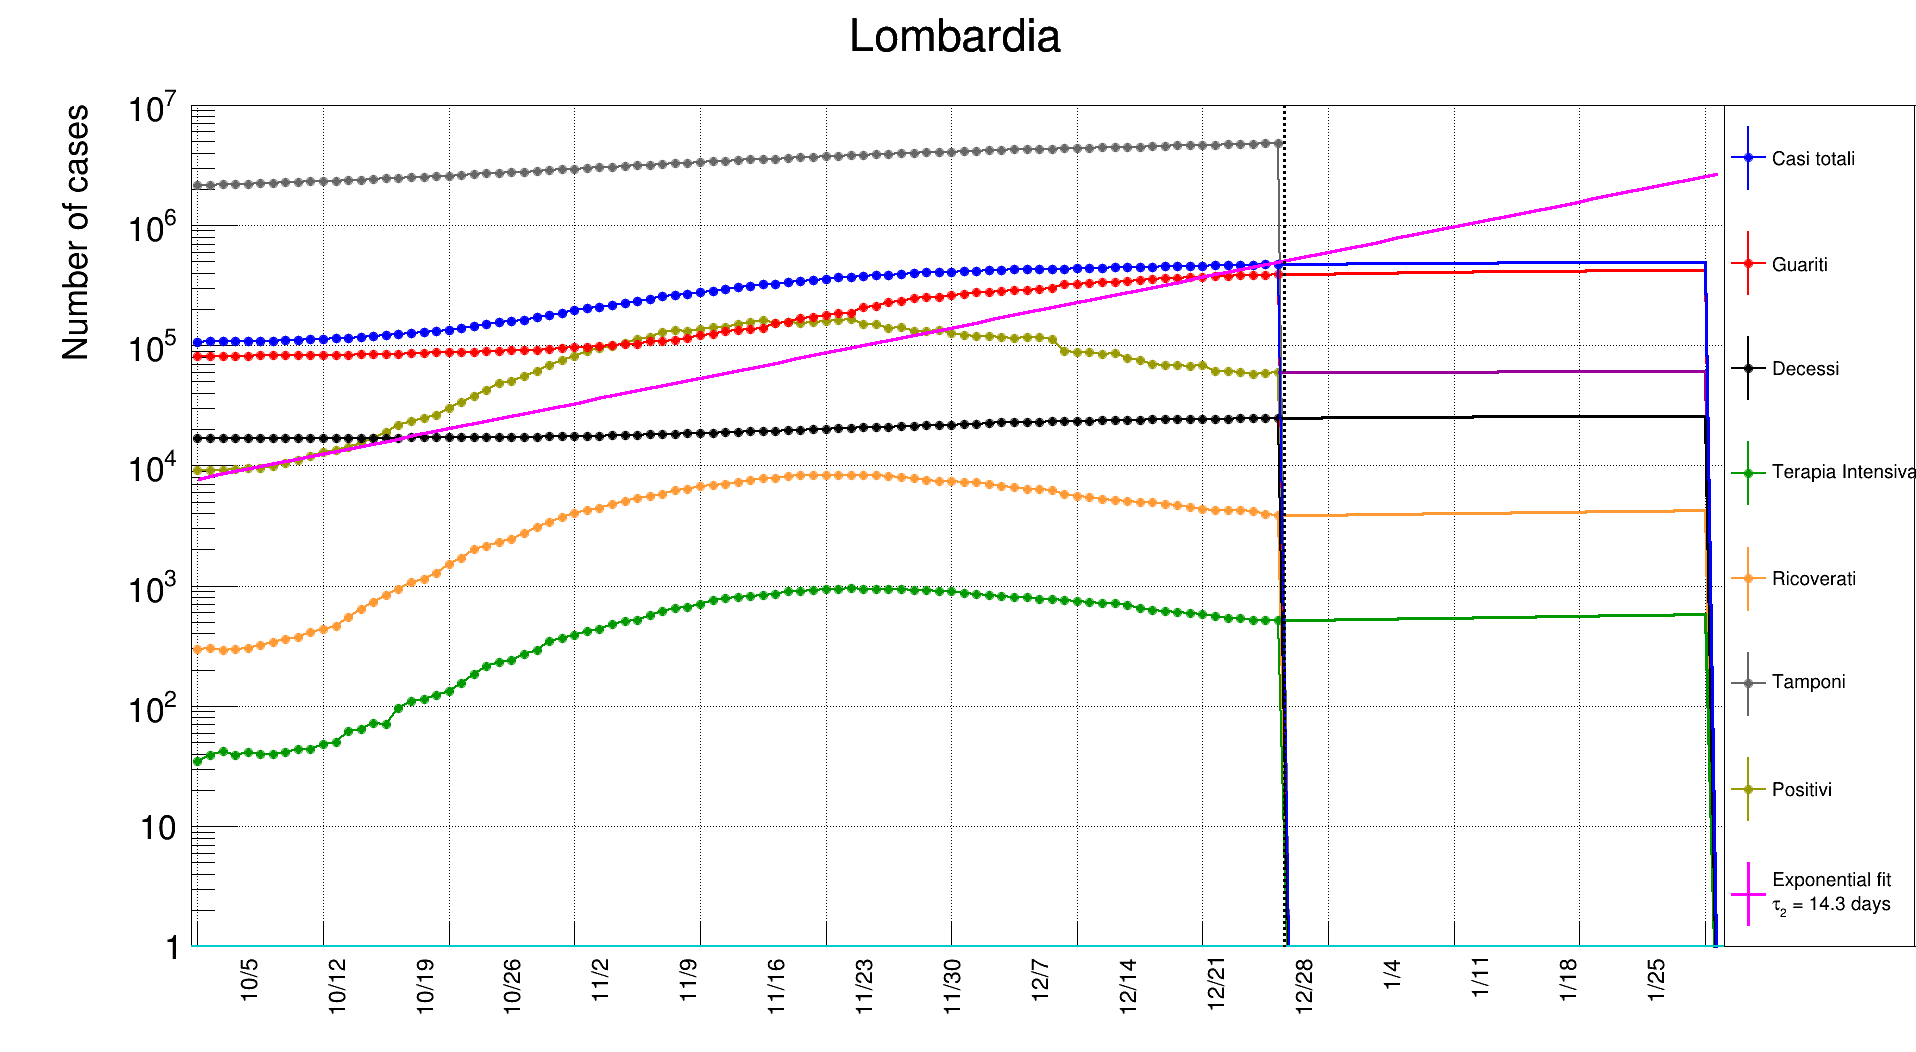 Lombardia
Number of cases
10^7
10^6
10^5
10^4
10^3
10^2
10
1
10/5
10/12
10/19
10/26
11/2
11/9
11/16
11/23
11/30
12/7
12/14
12/21
12/28
1/4
1/11
1/18
1/25
Casi totali
Guariti
Decessi
Terapia Intensiva
Ricoverati
Tamponi
Positivi
Exponential fit
τ_2 = 14.3 days